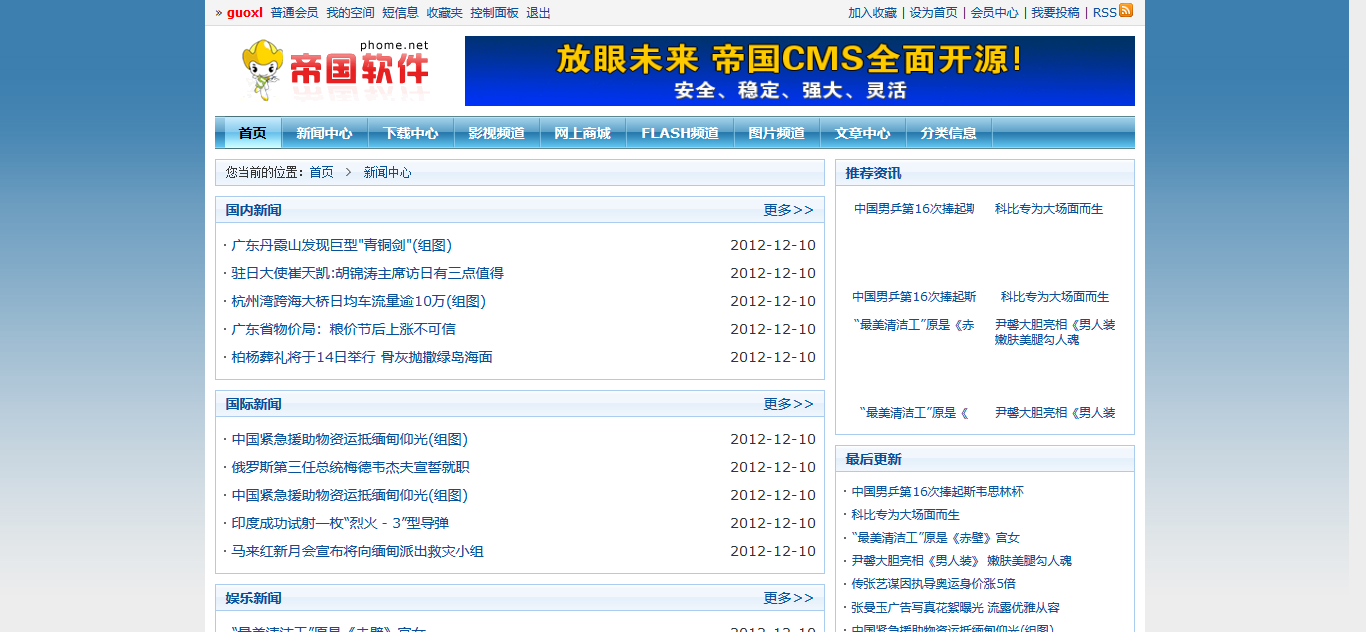 » guoxl 普通会员 我的空间 短信息 收藏夹 控制面板 退出
加入收藏 | 设为首页 | 会员中心 | 我要投稿 | RSS
phome.net
帝国软件
放眼未来 帝国CMS全面开源!
安全、稳定、强大、灵活
首页 新闻中心 下载中心 影视频道 网上商城 FLASH频道 图片频道 文章中心 分类信息
您当前的位置：首页 > 新闻中心
国内新闻 更多>>
· 广东丹霞山发现巨型"青铜剑"(组图) 2012-12-10
· 驻日大使崔天凯:胡锦涛主席访日有三点值得 2012-12-10
· 杭州湾跨海大桥日均车流量逾10万(组图) 2012-12-10
· 广东省物价局：粮价节后上涨不可信 2012-12-10
· 柏杨葬礼将于14日举行 骨灰抛撒绿岛海面 2012-12-10
国际新闻 更多>>
· 中国紧急援助物资运抵缅甸仰光(组图) 2012-12-10
· 俄罗斯第三任总统梅德韦杰夫宣誓就职 2012-12-10
· 中国紧急援助物资运抵缅甸仰光(组图) 2012-12-10
· 印度成功试射一枚“烈火－3”型导弹 2012-12-10
· 马来红新月会宣布将向缅甸派出救灾小组 2012-12-10
娱乐新闻 更多>>
“最美清洁工”原是《赤壁》宫女 2012-12-10
推荐资讯
中国男乒第16次捧起斯 科比专为大场面而生
中国男乒第16次捧起斯 科比专为大场面而生
“最美清洁工”原是《赤 尹馨大胆亮相《男人装
嫩肤美腿勾人魂
“最美清洁工”原是《 尹馨大胆亮相《男人装
最后更新
· 中国男乒第16次捧起斯韦思林杯
· 科比专为大场面而生
· “最美清洁工”原是《赤壁》宫女
· 尹馨大胆亮相《男人装》 嫩肤美腿勾人魂
· 传张艺谋因执导奥运身价涨5倍
· 张曼玉广告写真花絮曝光 流露优雅从容
· 中国紧急援助物资运抵缅甸仰光(组图)